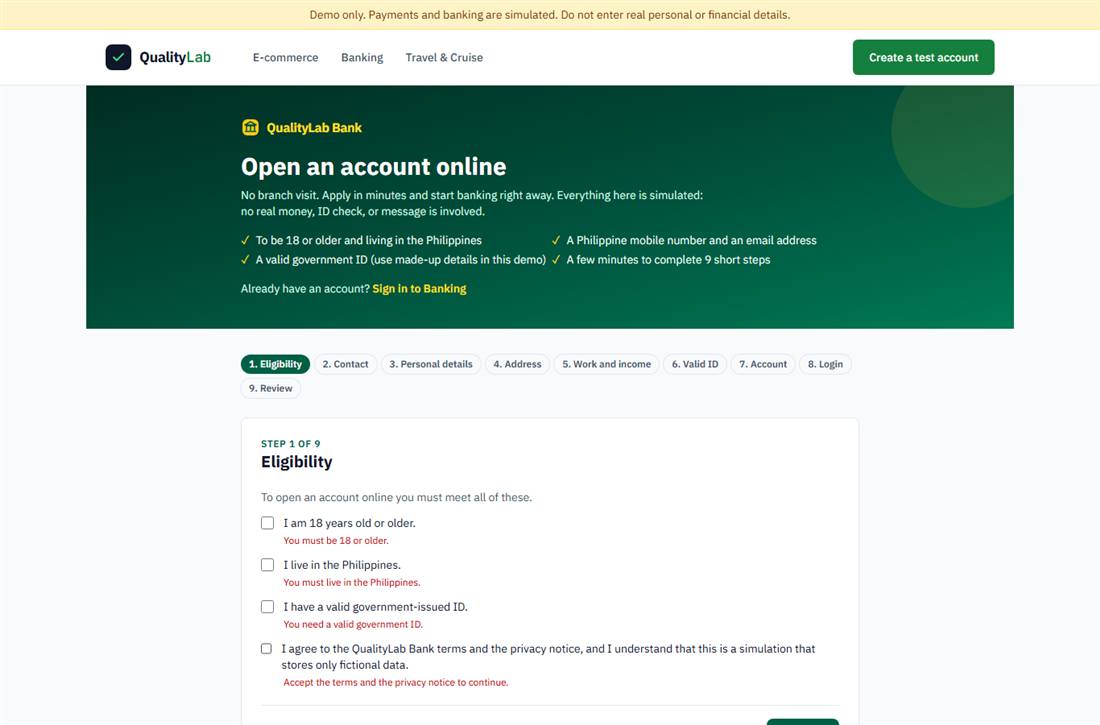 Demo only. Payments and banking are simulated. Do not enter real personal or financial details.
QualityLab
E-commerce
Banking
Travel & Cruise
Create a test account
QualityLab Bank
Open an account online
No branch visit. Apply in minutes and start banking right away. Everything here is simulated:
no real money, ID check, or message is involved.
✓ To be 18 or older and living in the Philippines
✓ A Philippine mobile number and an email address
✓ A valid government ID (use made-up details in this demo)
✓ A few minutes to complete 9 short steps
Already have an account? Sign in to Banking
1. Eligibility
2. Contact
3. Personal details
4. Address
5. Work and income
6. Valid ID
7. Account
8. Login
9. Review
STEP 1 OF 9
Eligibility
To open an account online you must meet all of these.
I am 18 years old or older.
You must be 18 or older.
I live in the Philippines.
You must live in the Philippines.
I have a valid government-issued ID.
You need a valid government ID.
I agree to the QualityLab Bank terms and the privacy notice, and I understand that this is a simulation that
stores only fictional data.
Accept the terms and the privacy notice to continue.